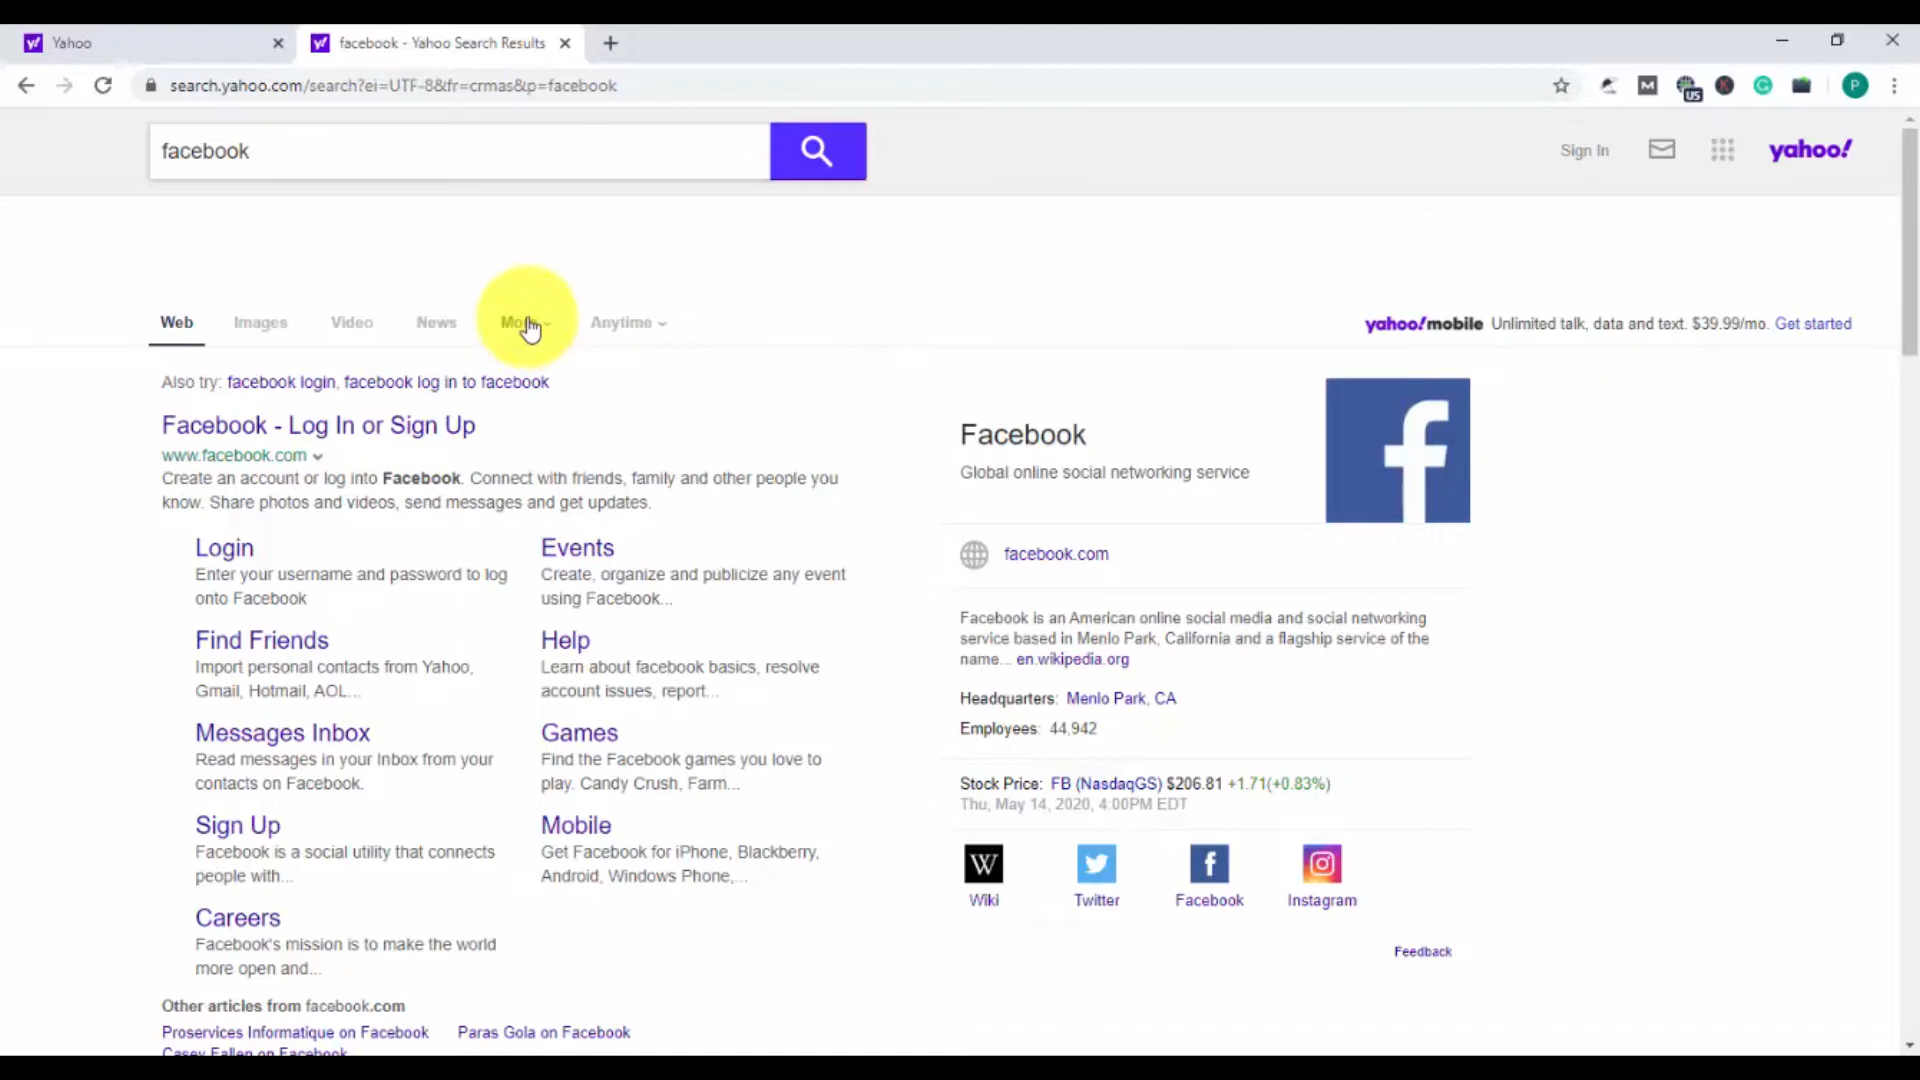 Yahoo
facebook - Yahoo Search Results
search.yahoo.com/search?ei=UTF-8&fr=crmas&p=facebook
US
P
facebook
Sign In
yahoo!
Web
Images
Video
News
Anytime
yahoo!mobile Unlimited talk, data and text. $39.99/mo. Get started
Also try: facebook login, facebook log in to facebook
Facebook - Log In or Sign Up
www.facebook.com
Create an account or log into Facebook. Connect with friends, family and other people you
know. Share photos and videos, send messages and get updates.
Login
Enter your username and password to log
onto Facebook
Events
Create, organize and publicize any event
using Facebook...
Find Friends
Import personal contacts from Yahoo,
Gmail, Hotmail, AOL...
Help
Learn about facebook basics, resolve
account issues, report...
Messages Inbox
Read messages in your Inbox from your
contacts on Facebook.
Games
Find the Facebook games you love to
play. Candy Crush, Farm...
Sign Up
Facebook is a social utility that connects
people with...
Mobile
Get Facebook for iPhone, Blackberry,
Android, Windows Phone,...
Careers
Facebook's mission is to make the world
more open and...
Other articles from facebook.com
Proservices Informatique on Facebook
Paras Gola on Facebook
Casey Fallen on Facebook
Facebook
Global online social networking service
facebook.com
Facebook is an American online social media and social networking
service based in Menlo Park, California and a flagship service of the
name... en.wikipedia.org
Headquarters: Menlo Park, CA
Employees: 44,942
Stock Price: FB (NasdaqGS) $206.81 +1.71(+0.83%)
Thu, May 14, 2020, 4:00PM EDT
Wiki
Twitter
Facebook
Instagram
Feedback